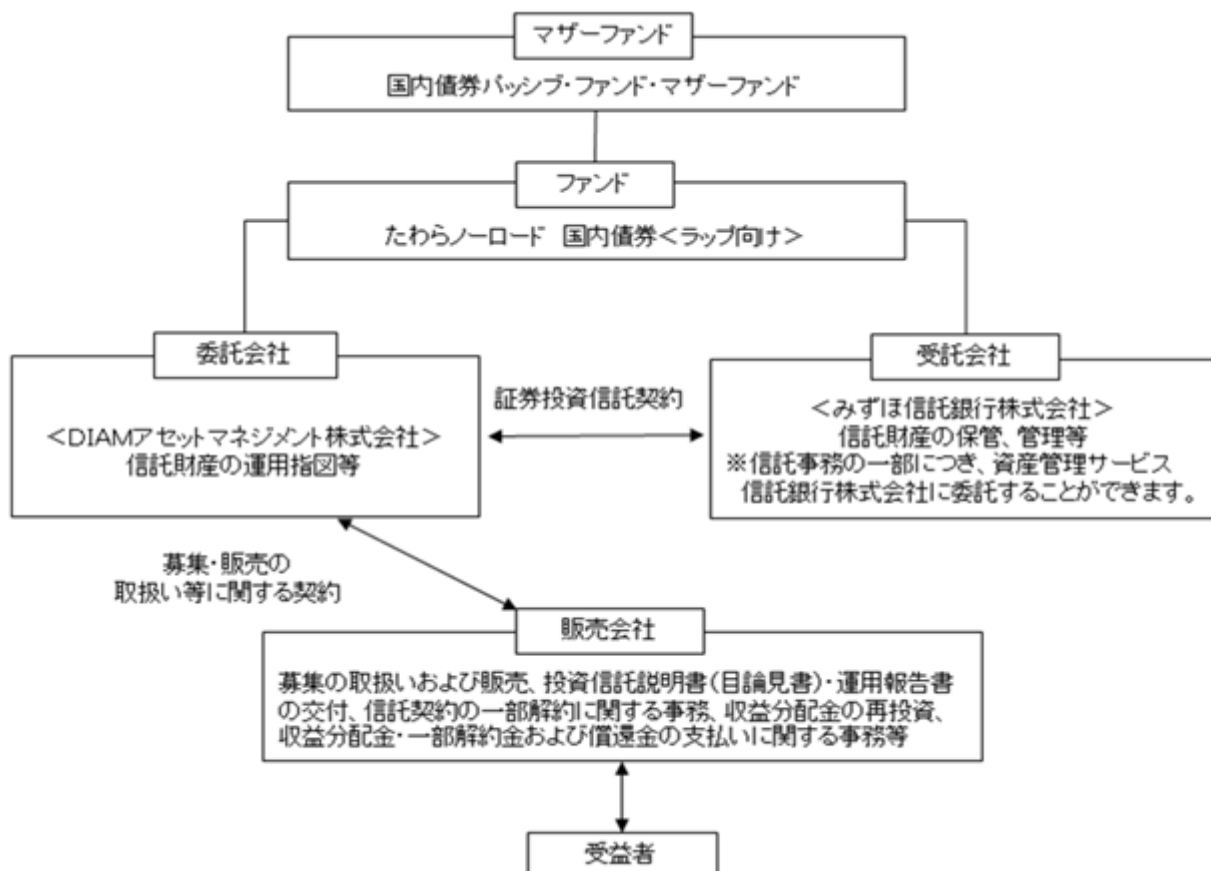 マザーファンド
国内債券パッシブ・ファンド・マザーファンド
ファンド
たわらノーロード 国内債券＜ラップ向け＞
委託会社
＜DIAMアセットマネジメント株式会社＞
信託財産の運用指図等
証券投資信託契約
受託会社
＜みずほ信託銀行株式会社＞
信託財産の保管、管理等
※信託事務の一部につき、資産管理サービス
信託銀行株式会社に委託することができます。
募集・販売の
取扱い等に関する契約
販売会社
募集の取扱いおよび販売、投資信託説明書（目論見書）・運用報告書
の交付、信託契約の一部解約に関する事務、収益分配金の再投資、
収益分配金・一部解約金および償還金の支払いに関する事務等
受益者